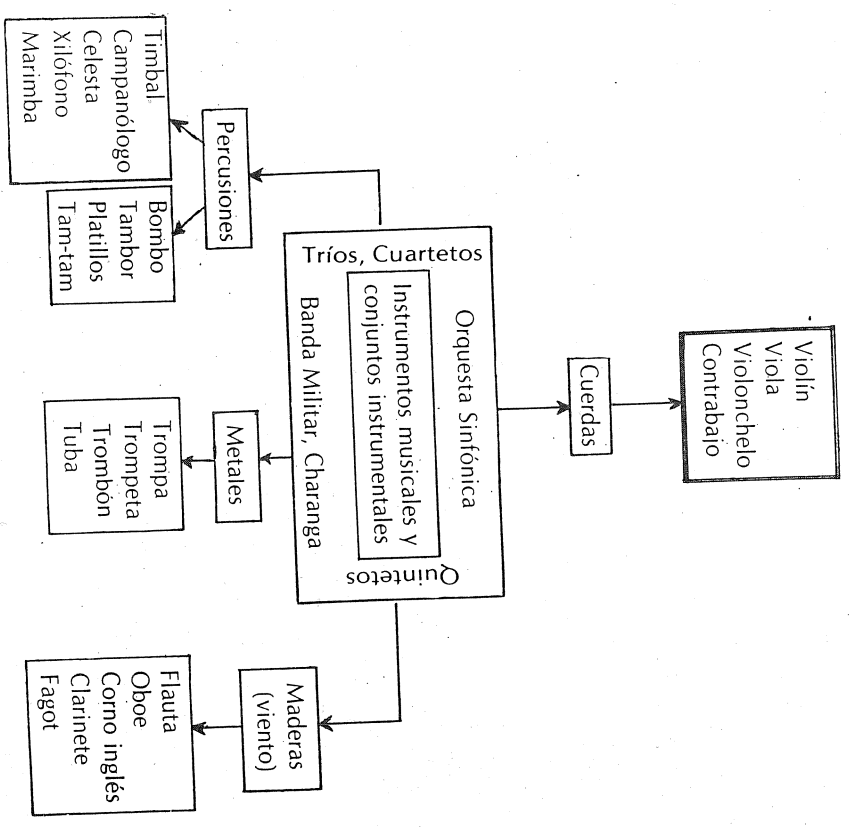 Violín
Viola
Violonchelo
Contrabajo
Cuerdas
Orquesta Sinfónica
Tríos, Cuartetos
Instrumentos musicales y
conjuntos instrumentales
Quintetos
Banda Militar, Charanga
Percusiones
Timbal
Campanólogo
Celesta
Xilófono
Marimba
Bombo
Tambor
Platillos
Tam-tam
Metales
Trompa
Trompeta
Trombón
Tuba
Maderas
(viento)
Flauta
Oboe
Corno inglés
Clarinete
Fagot